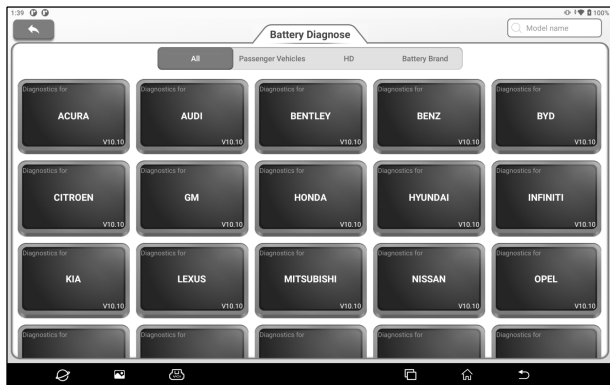 1:39
100%
Battery Diagnose
Model name
All
Passenger Vehicles
HD
Battery Brand
Diagnostics for
ACURA
V10.10
Diagnostics for
AUDI
V10.10
Diagnostics for
BENTLEY
V10.10
Diagnostics for
BENZ
V10.10
Diagnostics for
BYD
V10.10
Diagnostics for
CITROEN
V10.10
Diagnostics for
GM
V10.10
Diagnostics for
HONDA
V10.10
Diagnostics for
HYUNDAI
V10.10
Diagnostics for
INFINITI
V10.10
Diagnostics for
KIA
V10.10
Diagnostics for
LEXUS
V10.10
Diagnostics for
MITSUBISHI
V10.10
Diagnostics for
NISSAN
V10.10
Diagnostics for
OPEL
V10.10
Diagnostics for
Diagnostics for
Diagnostics for
Diagnostics for
Diagnostics for